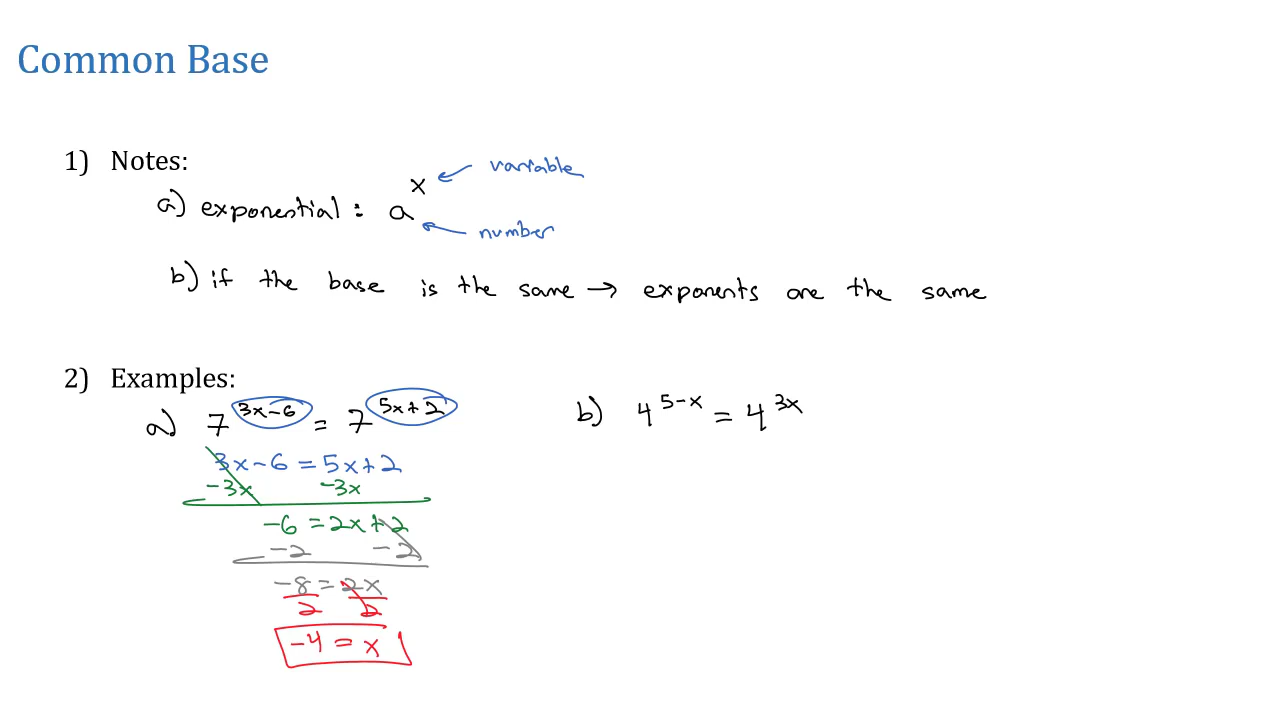 Common Base
1) Notes:
a) exponential: a^x ← variable
← number
b) if the base is the same → exponents are the same
2) Examples:
a) 7^(3x-6) = 7^(5x+2)
3x-6 = 5x+2
-3x -3x
-6 = 2x+2
-2 -2
-8 = 2x
2 2
-4 = x
b) 4^(5-x) = 4^(3x)